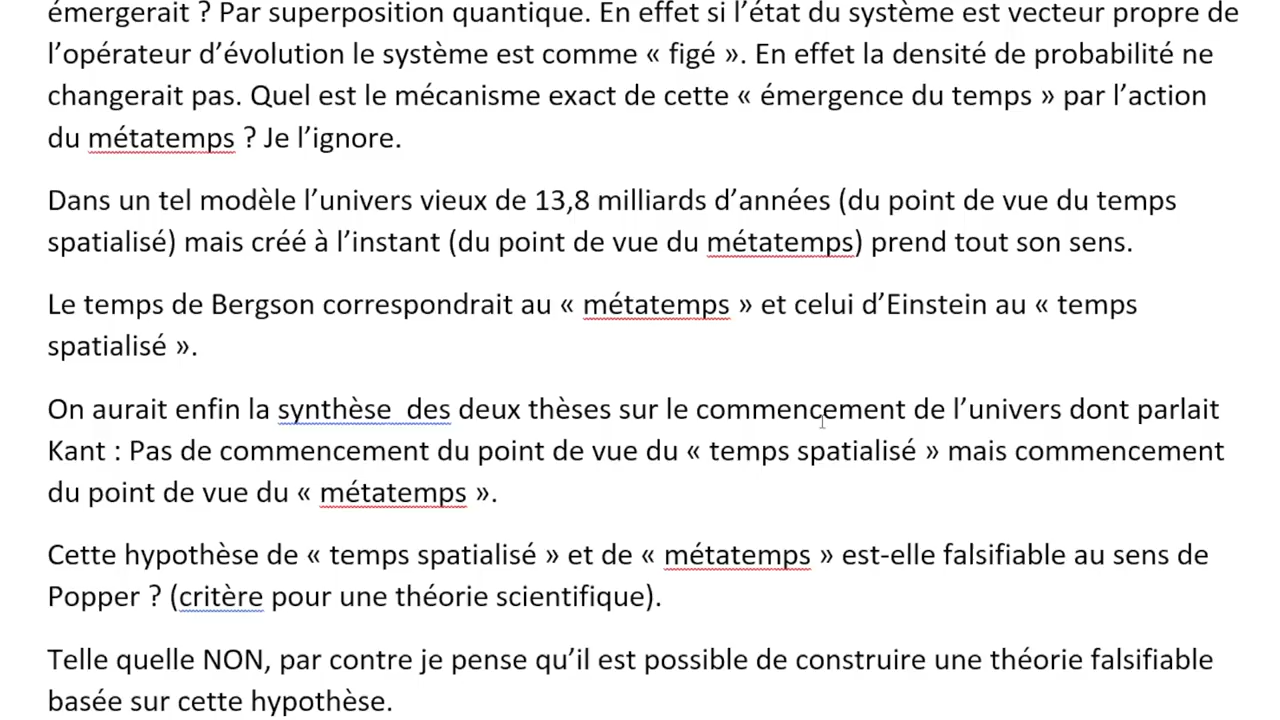 émergerait ? Par superposition quantique. En effet si l’état du système est vecteur propre de
l’opérateur d’évolution le système est comme « figé ». En effet la densité de probabilité ne
changerait pas. Quel est le mécanisme exact de cette « émergence du temps » par l’action
du métatemps ? Je l’ignore.
Dans un tel modèle l’univers vieux de 13,8 milliards d’années (du point de vue du temps
spatialisé) mais créé à l’instant (du point de vue du métatemps) prend tout son sens.
Le temps de Bergson correspondrait au « métatemps » et celui d’Einstein au « temps
spatialisé ».
On aurait enfin la synthèse  des deux thèses sur le commencement de l’univers dont parlait
Kant : Pas de commencement du point de vue du « temps spatialisé » mais commencement
du point de vue du « métatemps ».
Cette hypothèse de « temps spatialisé » et de « métatemps » est-elle falsifiable au sens de
Popper ? (critère pour une théorie scientifique).
Telle quelle NON, par contre je pense qu’il est possible de construire une théorie falsifiable
basée sur cette hypothèse.